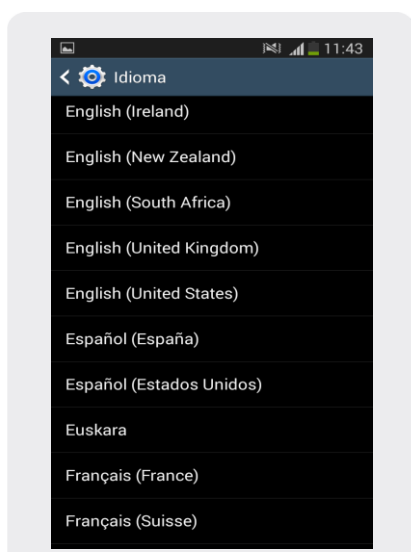 11:43
Idioma
English (Ireland)
English (New Zealand)
English (South Africa)
English (United Kingdom)
English (United States)
Español (España)
Español (Estados Unidos)
Euskara
Français (France)
Français (Suisse)